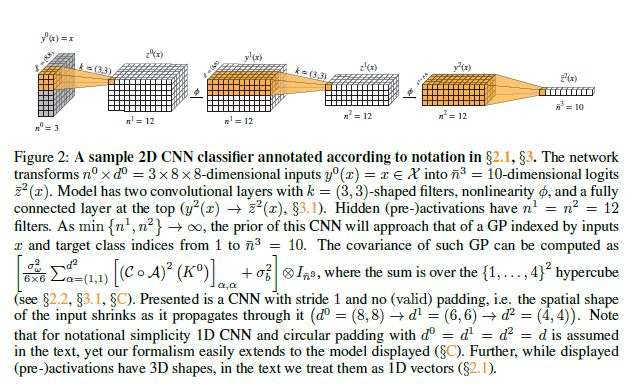 y⁰(x) = x
z⁰(x)
y¹(x)
z¹(x)
y²(x)
z̄²(x)
k = (3,3)
k = (3,3)
ϕ
ϕ
n⁰ = 3
n¹ = 12
n¹ = 12
n² = 12
n² = 12
n̄³ = 10
Figure 2: A sample 2D CNN classifier annotated according to notation in §2.1, §3. The network
transforms n⁰ × d⁰ = 3 × 8 × 8-dimensional inputs y⁰(x) = x ∈ 𝒳 into n̄³ = 10-dimensional logits
z̄²(x). Model has two convolutional layers with k = (3, 3)-shaped filters, nonlinearity ϕ, and a fully
connected layer at the top (y²(x) → z̄²(x), §3.1). Hidden (pre-)activations have n¹ = n² = 12
filters. As min {n¹, n²} → ∞, the prior of this CNN will approach that of a GP indexed by inputs
x and target class indices from 1 to n̄³ = 10. The covariance of such GP can be computed as
[σ²_ω/(6×6) ∑^{d²}_{α=(1,1)} [(𝒞 ∘ 𝒜)² (K⁰)]_{α,α} + σ²_b] ⊗ I_{n̄³}, where the sum is over the {1, . . . , 4}² hypercube
(see §2.2, §3.1, §C). Presented is a CNN with stride 1 and no (valid) padding, i.e. the spatial shape
of the input shrinks as it propagates through it (d⁰ = (8, 8) → d¹ = (6, 6) → d² = (4, 4)). Note
that for notational simplicity 1D CNN and circular padding with d⁰ = d¹ = d² = d is assumed
in the text, yet our formalism easily extends to the model displayed (§C). Further, while displayed
(pre-)activations have 3D shapes, in the text we treat them as 1D vectors (§2.1).